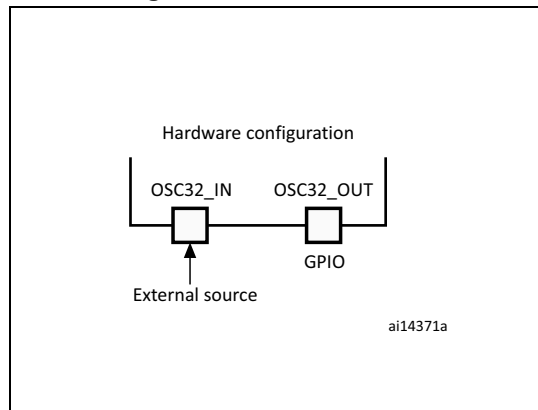 Hardware configuration
OSC32_IN OSC32_OUT
GPIO
External source
ai14371a